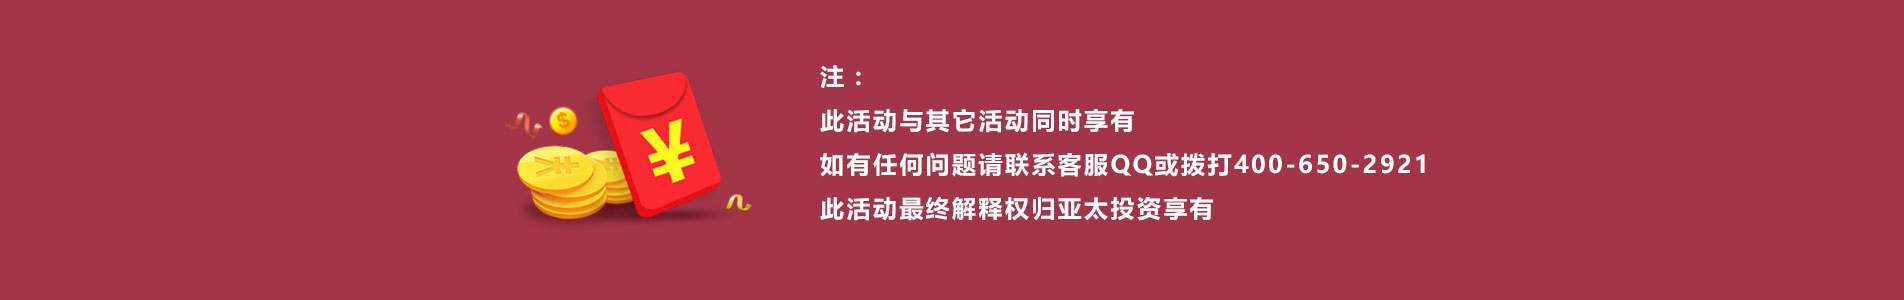 注：
此活动与其它活动同时享有
如有任何问题请联系客服QQ或拨打400-650-2921
此活动最终解释权归亚太投资享有
¥
¥
$